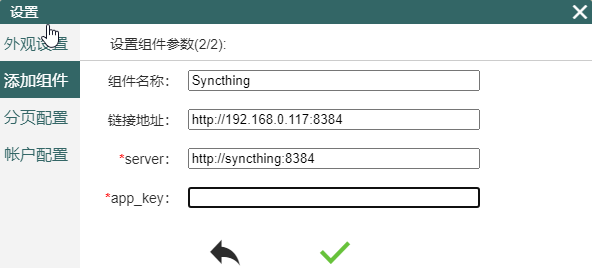 设置
外观设置
添加组件
分页配置
帐户配置
设置组件参数(2/2):
组件名称： Syncthing
链接地址： http://192.168.0.117:8384
*server： http://syncthing:8384
*app_key：